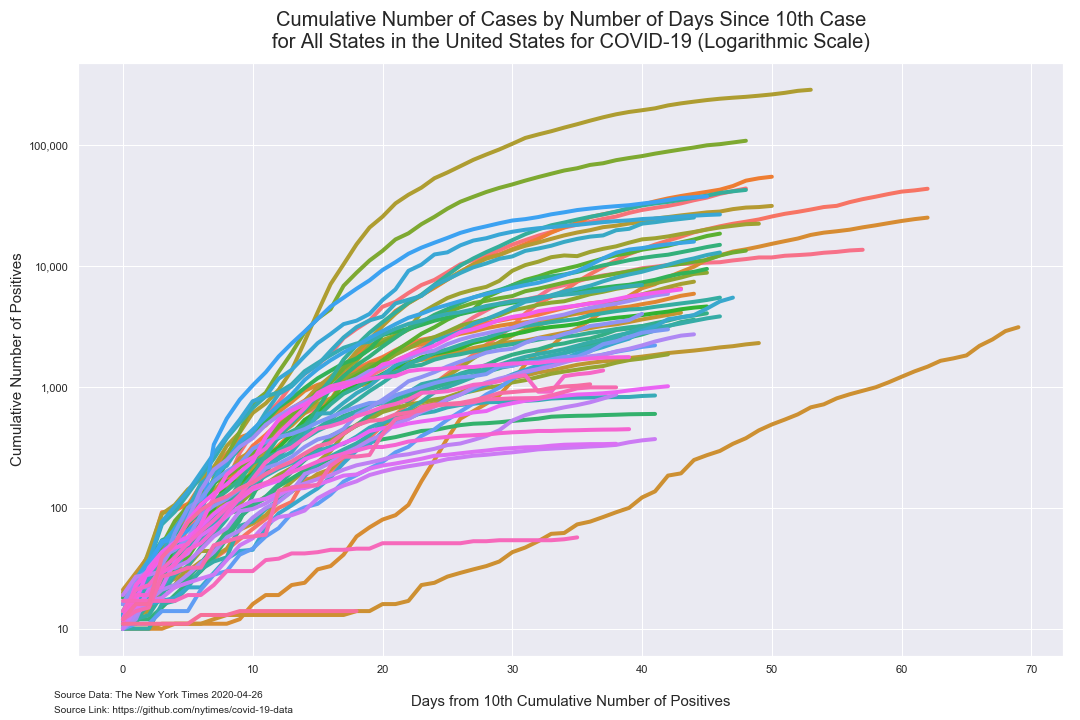 Cumulative Number of Cases by Number of Days Since 10th Case
for All States in the United States for COVID-19 (Logarithmic Scale)
Cumulative Number of Positives
100,000
10,000
1,000
100
10
0 10 20 30 40 50 60 70
Days from 10th Cumulative Number of Positives
Source Data: The New York Times 2020-04-26
Source Link: https://github.com/nytimes/covid-19-data